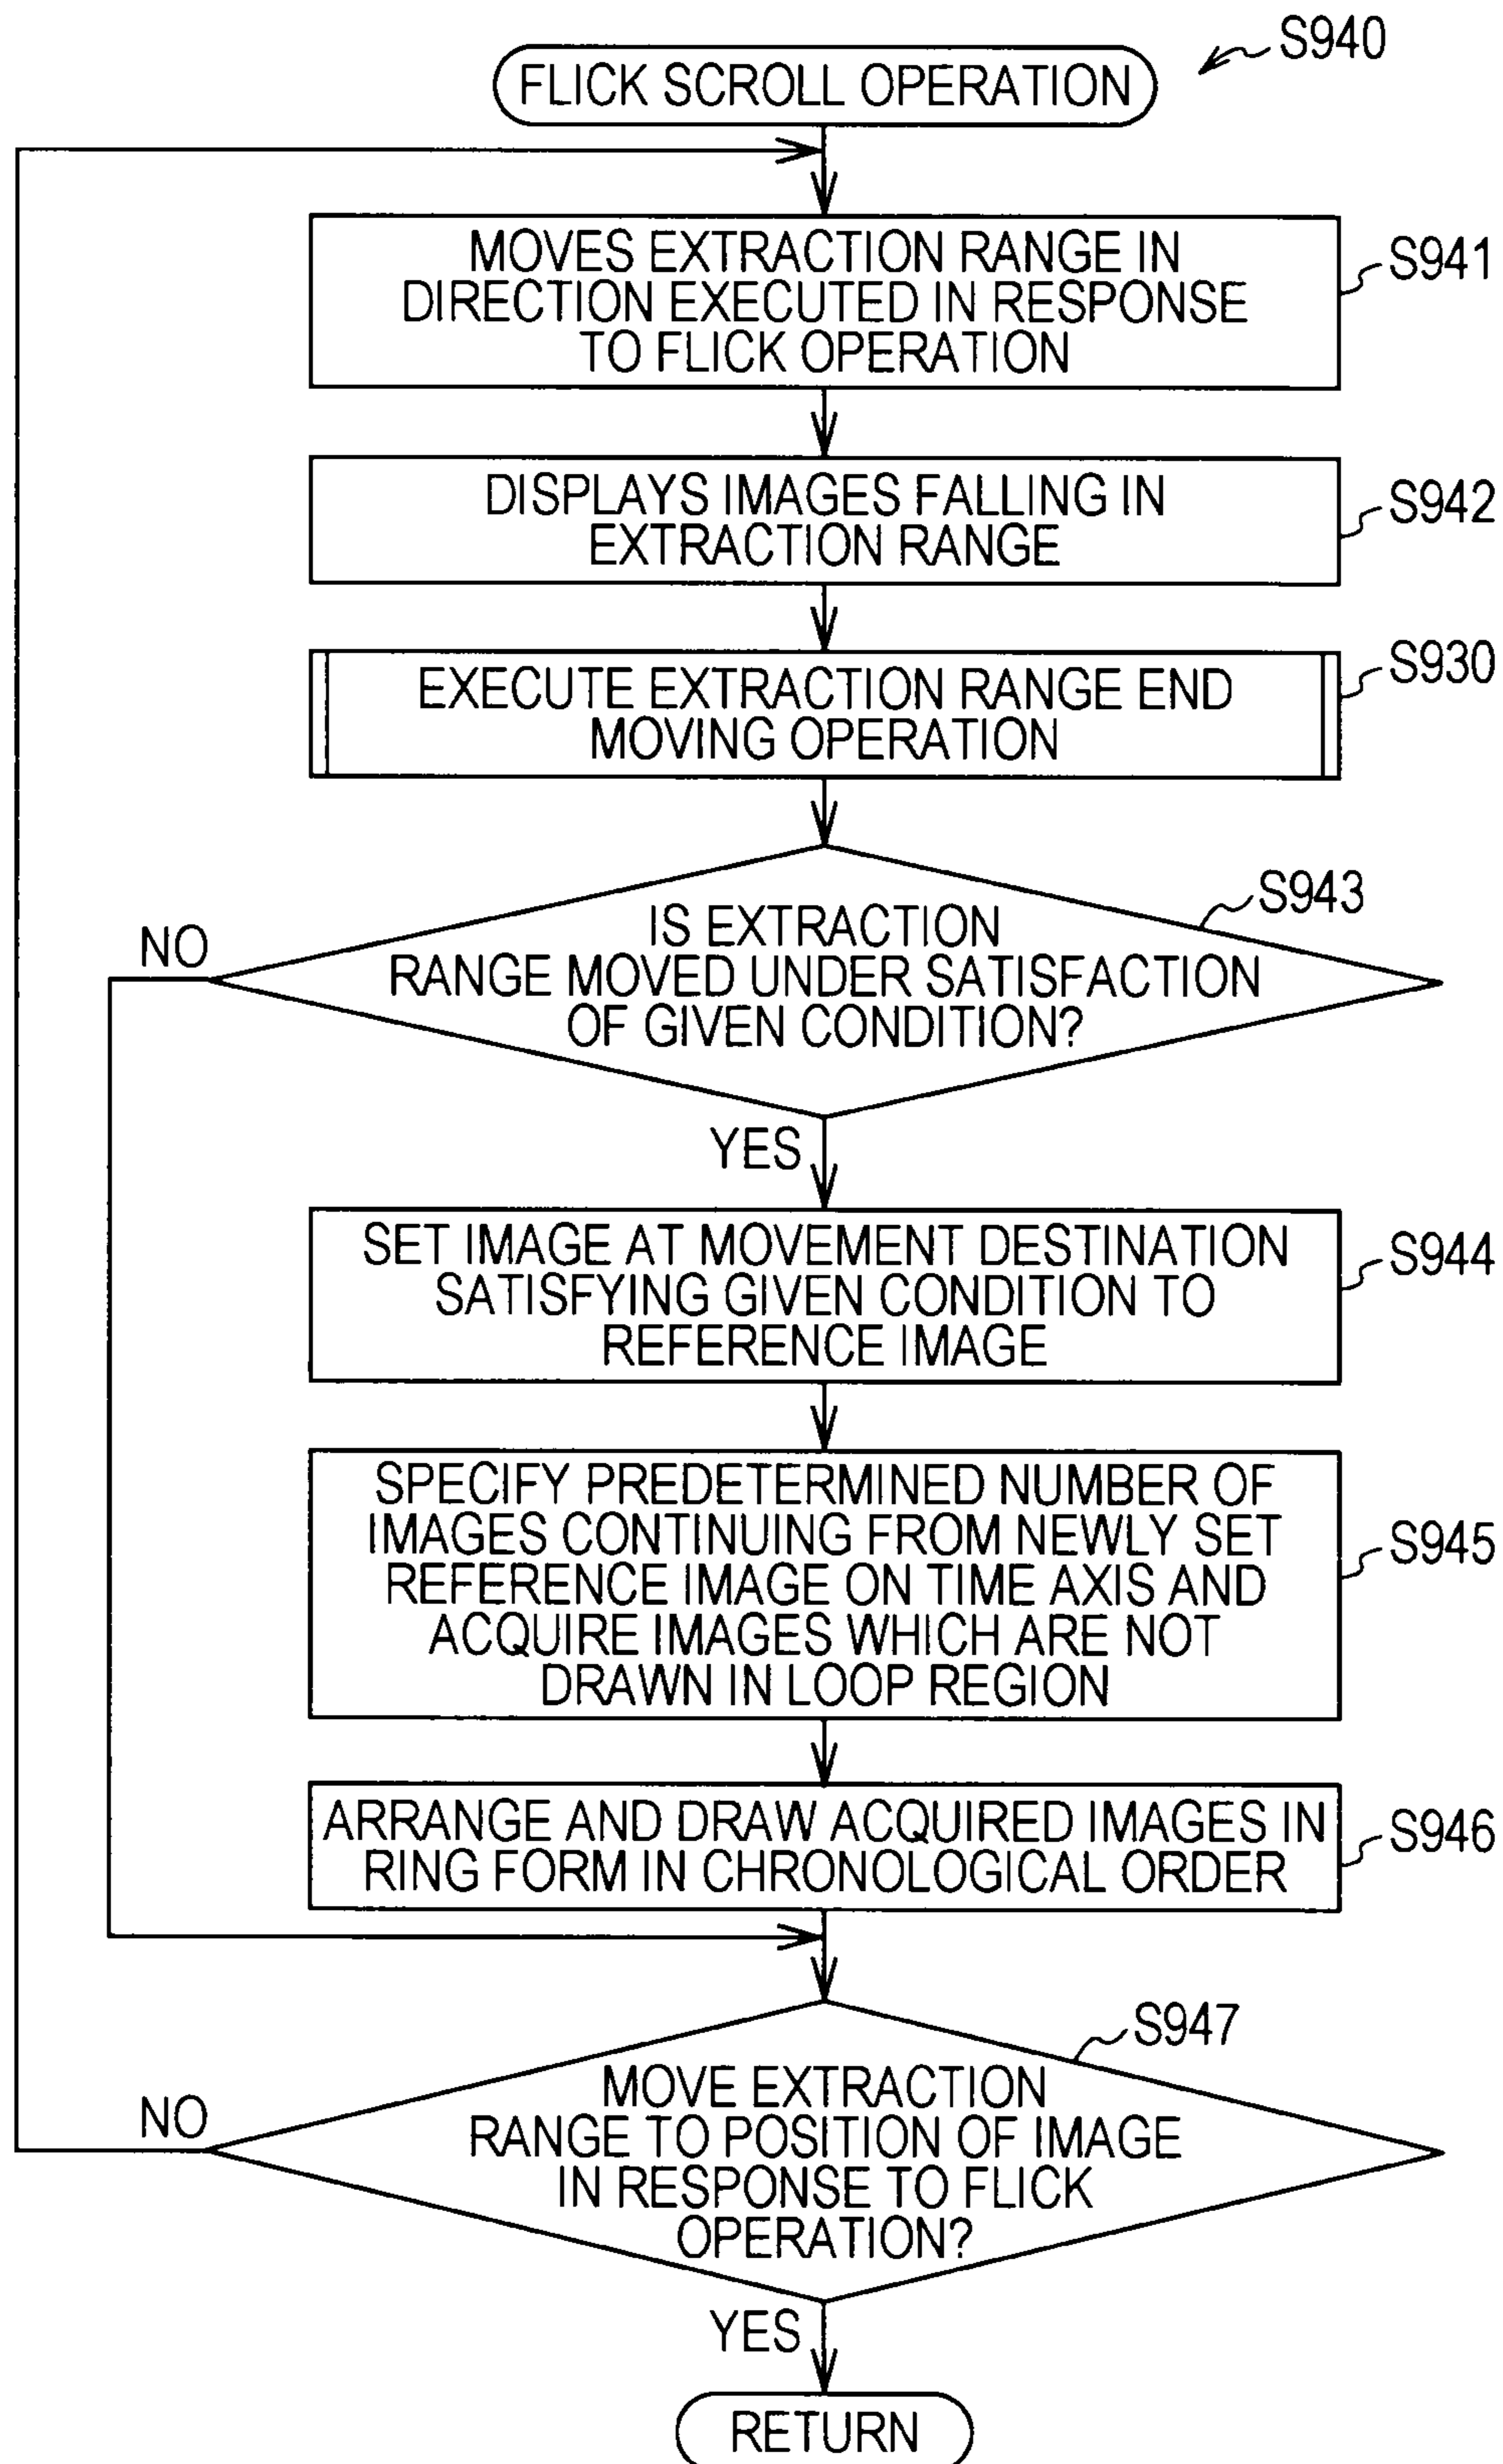 S940
FLICK SCROLL OPERATION
MOVES EXTRACTION RANGE IN
DIRECTION EXECUTED IN RESPONSE
TO FLICK OPERATION
S941
DISPLAYS IMAGES FALLING IN
EXTRACTION RANGE
S942
EXECUTE EXTRACTION RANGE END
MOVING OPERATION
S930
S943
NO
IS EXTRACTION
RANGE MOVED UNDER SATISFACTION
OF GIVEN CONDITION?
YES
SET IMAGE AT MOVEMENT DESTINATION
SATISFYING GIVEN CONDITION TO
REFERENCE IMAGE
S944
SPECIFY PREDETERMINED NUMBER OF
IMAGES CONTINUING FROM NEWLY SET
REFERENCE IMAGE ON TIME AXIS AND
ACQUIRE IMAGES WHICH ARE NOT
DRAWN IN LOOP REGION
S945
ARRANGE AND DRAW ACQUIRED IMAGES IN
RING FORM IN CHRONOLOGICAL ORDER
S946
S947
NO
MOVE EXTRACTION
RANGE TO POSITION OF IMAGE
IN RESPONSE TO FLICK
OPERATION?
YES
RETURN